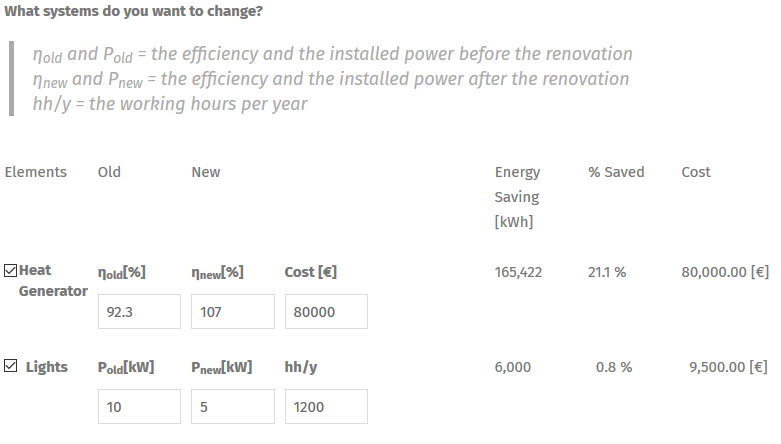 What systems do you want to change?
ηold and Pold = the efficiency and the installed power before the renovation
ηnew and Pnew = the efficiency and the installed power after the renovation
hh/y = the working hours per year
Elements Old New Energy Saving [kWh] % Saved Cost
Heat Generator ηold[%] ηnew[%] Cost [€] 165,422 21.1 % 80,000.00 [€]
92.3 107 80000
Lights Pold[kW] Pnew[kW] hh/y 6,000 0.8 % 9,500.00 [€]
10 5 1200